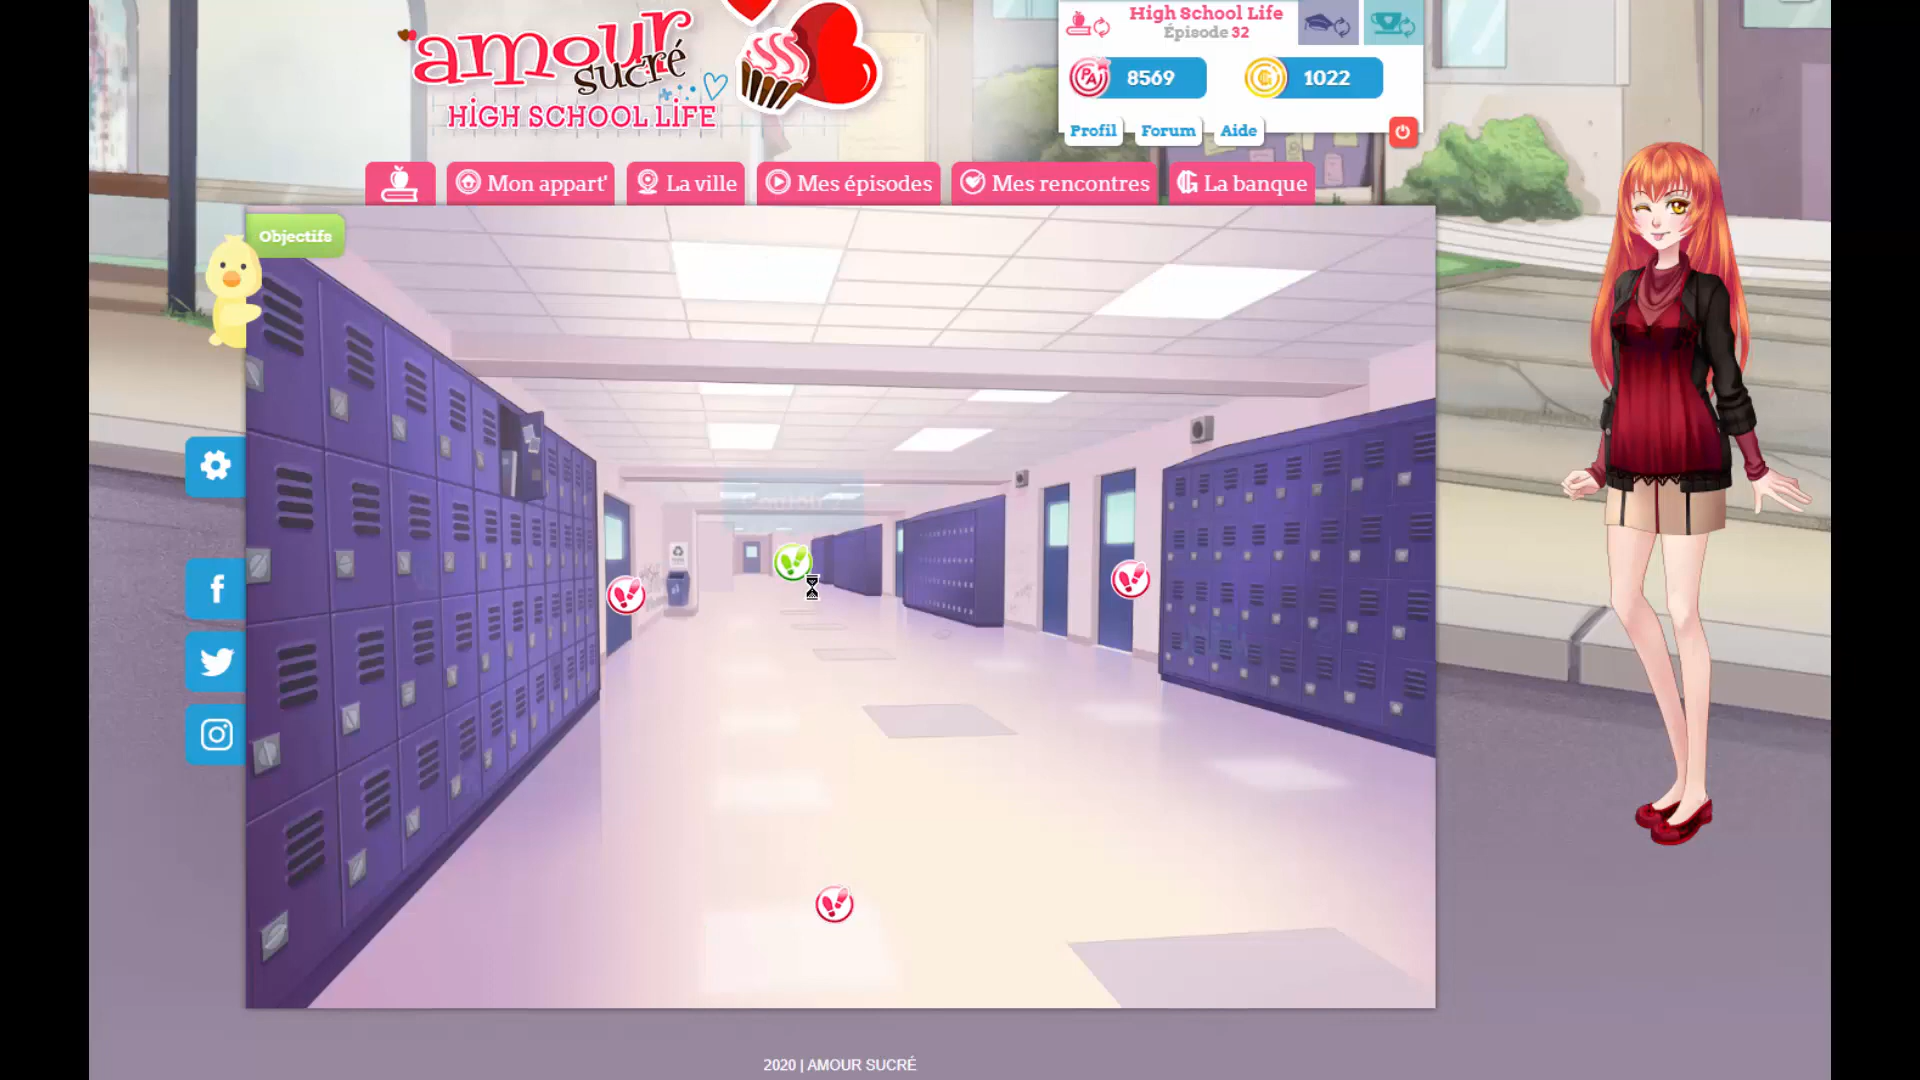 amour
sucré
HIGH SCHOOL LIFE
High School Life
Épisode 32
PA
8569
1022
Profil
Forum
Aide
Mon appart'
La ville
Mes épisodes
Mes rencontres
La banque
Objectifs
2020 | AMOUR SUCRÉ